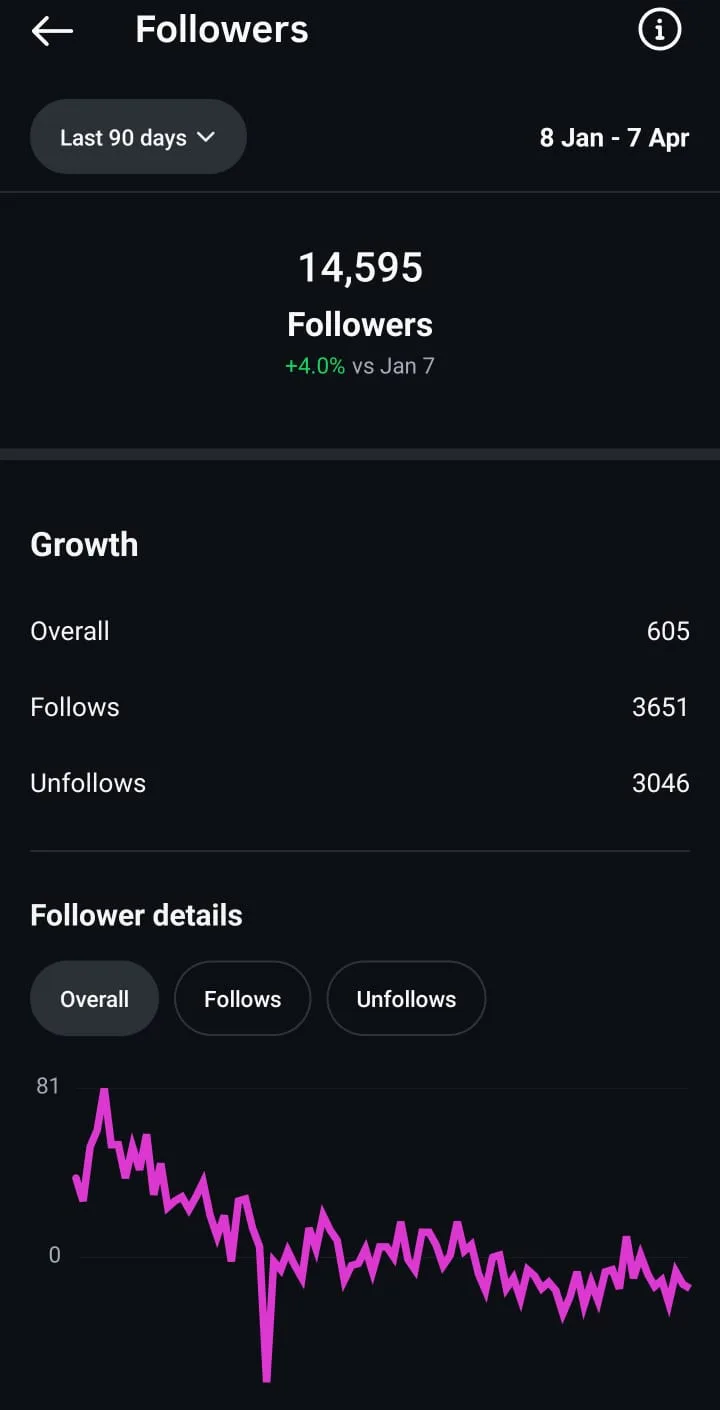 Followers
Last 90 days
8 Jan - 7 Apr
14,595
Followers
+4.0% vs Jan 7
Growth
Overall 605
Follows 3651
Unfollows 3046
Follower details
Overall Follows Unfollows
81
0